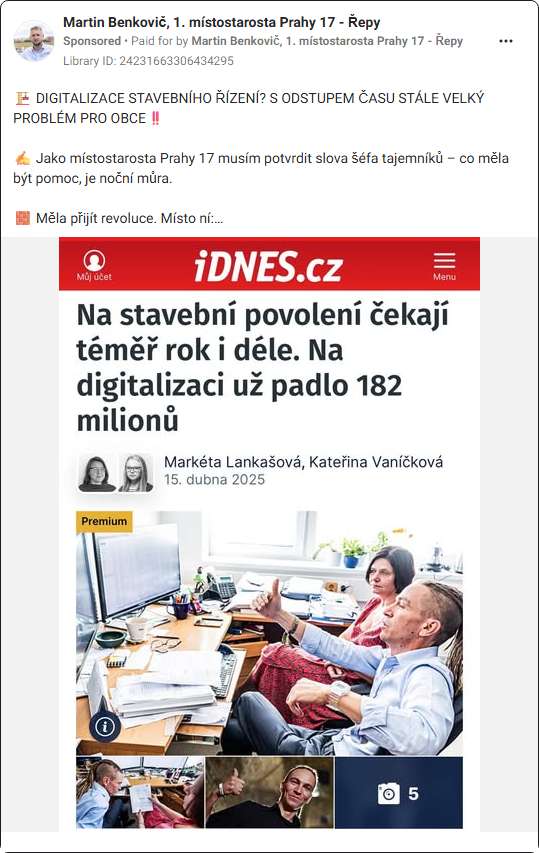 Martin Benkovič, 1. místostarosta Prahy 17 - Řepy
Sponsored • Paid for by Martin Benkovič, 1. místostarosta Prahy 17 - Řepy
Library ID: 24231663306434295
🏗️ DIGITALIZACE STAVEBNÍHO ŘÍZENÍ? S ODSTUPEM ČASU STÁLE VELKÝ
PROBLÉM PRO OBCE‼️
✍️ Jako místostarosta Prahy 17 musím potvrdit slova šéfa tajemníků – co měla
být pomoc, je noční můra.
🧱 Měla přijít revoluce. Místo ní:…
Můj účet
iDNES.cz
Menu
Na stavební povolení čekají
téměř rok i déle. Na
digitalizaci už padlo 182
milionů
Markéta Lankašová, Kateřina Vaníčková
15. dubna 2025
Premium
5